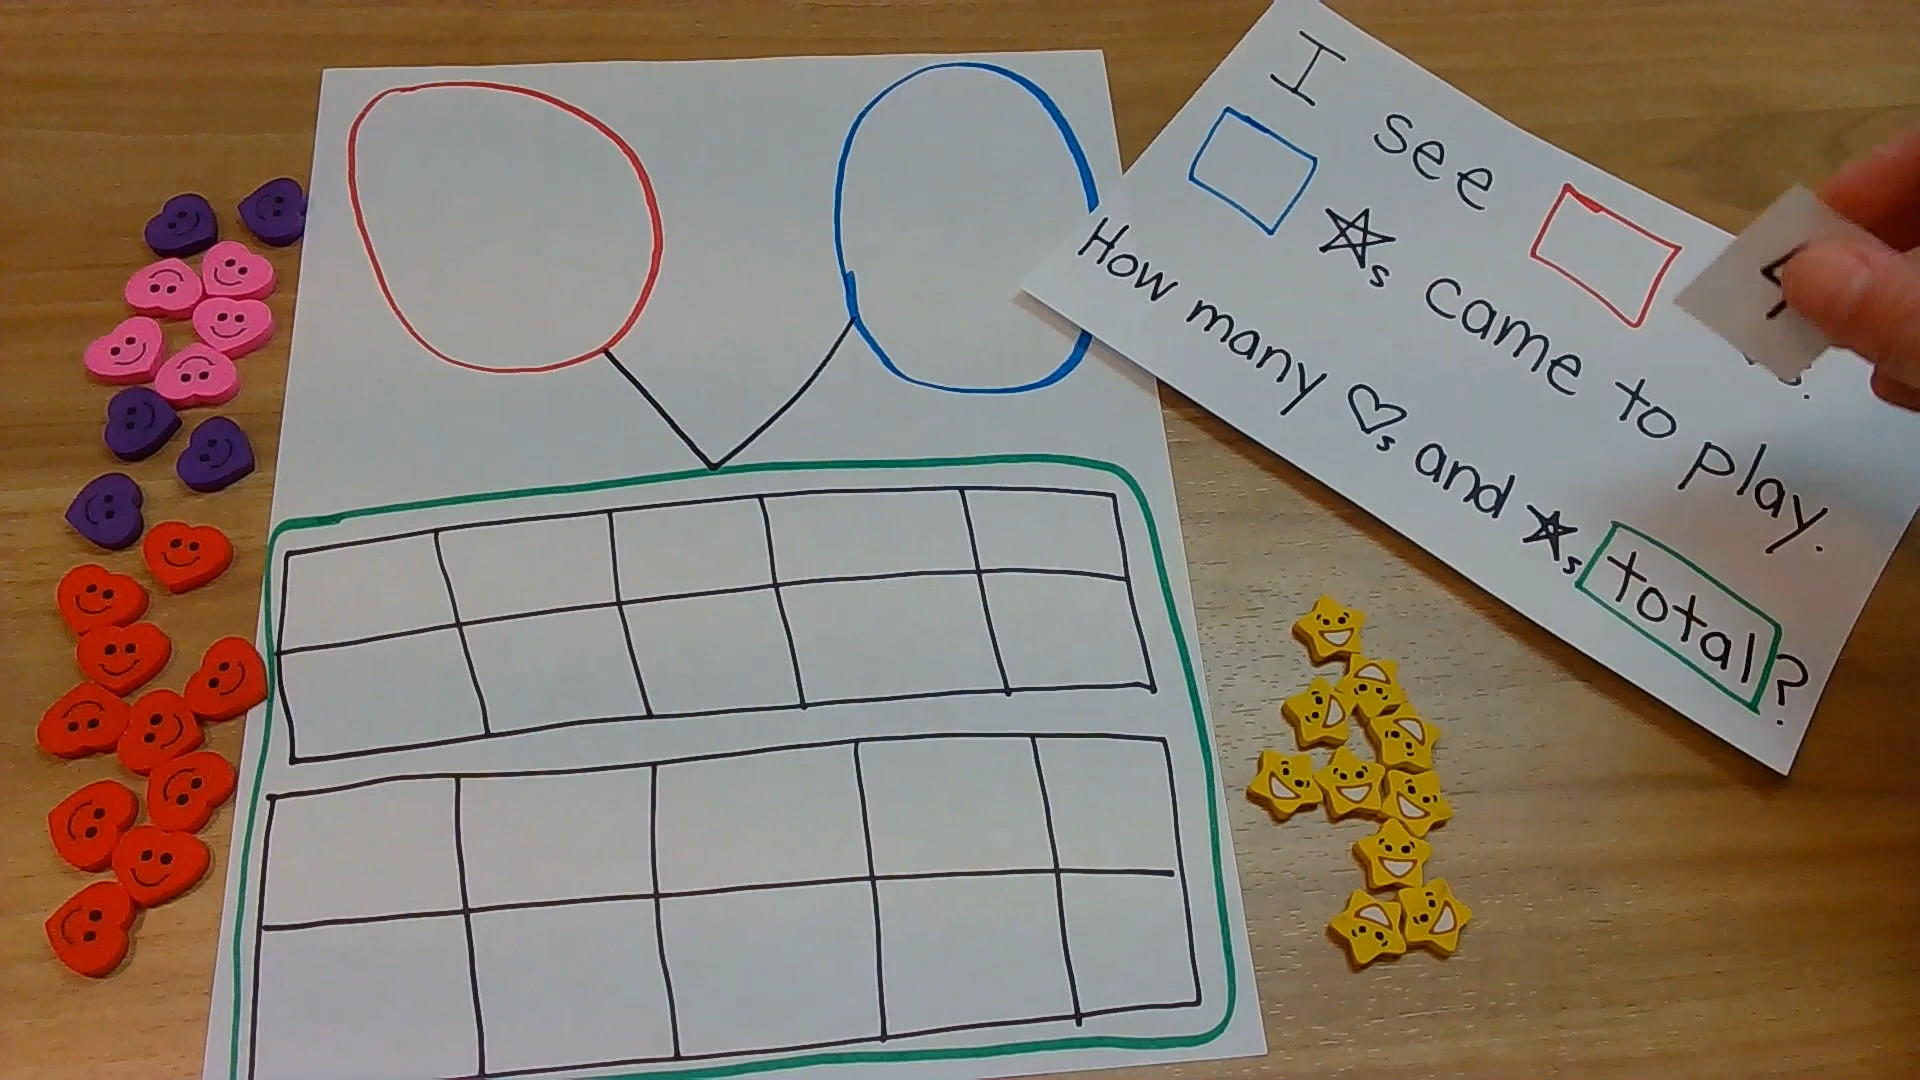 I see
☆s came to play.
How many ♡s and ☆s total?